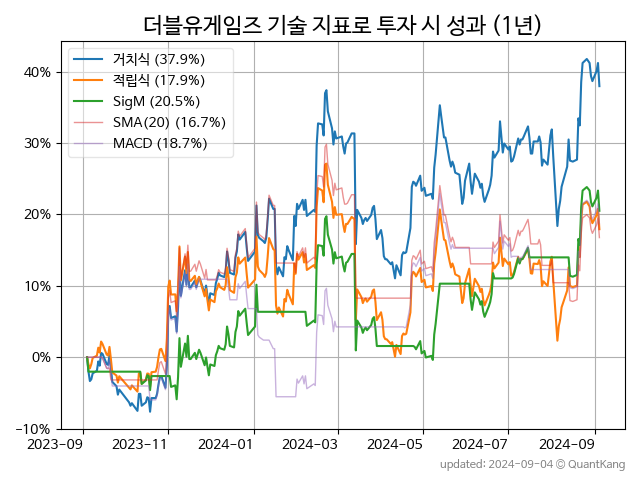 더블유게임즈 기술 지표로 투자 시 성과 (1년)
거치식 (37.9%)
적립식 (17.9%)
SigM (20.5%)
SMA(20) (16.7%)
MACD (18.7%)
40%
30%
20%
10%
0%
−10%
2023-09 2023-11 2024-01 2024-03 2024-05 2024-07 2024-09
updated: 2024-09-04 © QuantKang